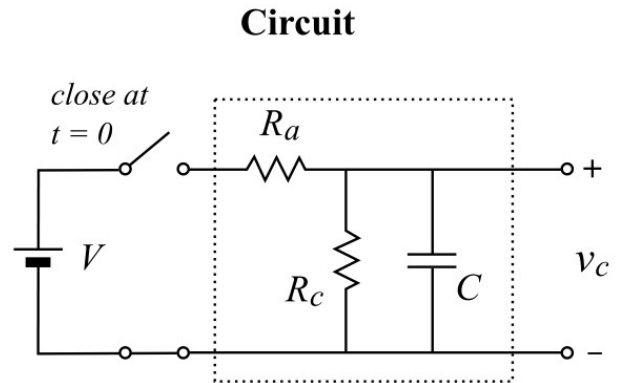 Circuit
close at
t = 0
Ra
+
V
Rc
C
vc
−